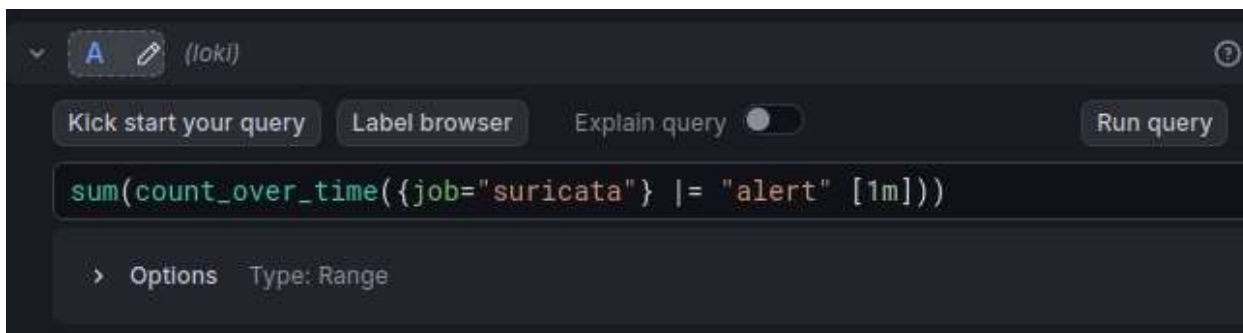 A (loki)
Kick start your query Label browser Explain query Run query
sum(count_over_time({job="suricata"} |= "alert" [1m]))
Options Type: Range